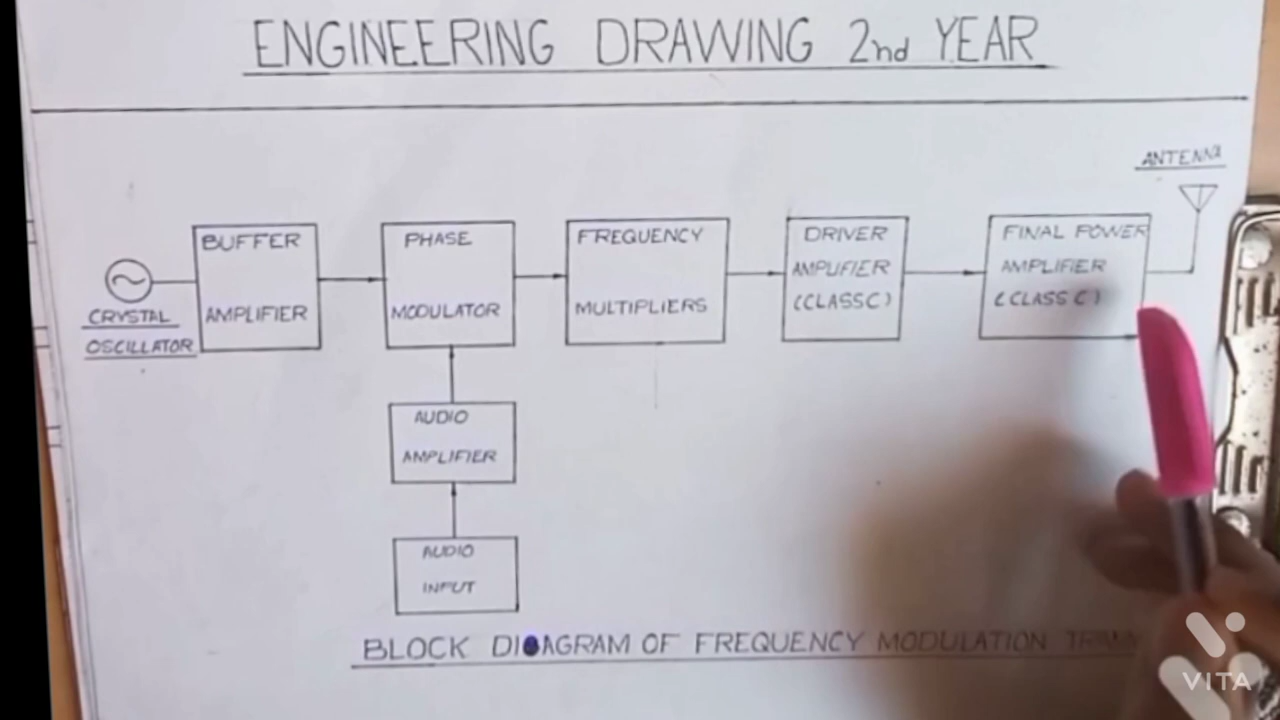 ENGINEERING DRAWING 2nd YEAR
ANTENNA
BUFFER
AMPLIFIER
PHASE
MODULATOR
FREQUENCY
MULTIPLIERS
DRIVER
AMPLIFIER
(CLASS C)
FINAL POWER
AMPLIFIER
(CLASS C)
CRYSTAL
OSCILLATOR
AUDIO
AMPLIFIER
AUDIO
INPUT
BLOCK DIAGRAM OF FREQUENCY MODULATION
VITA